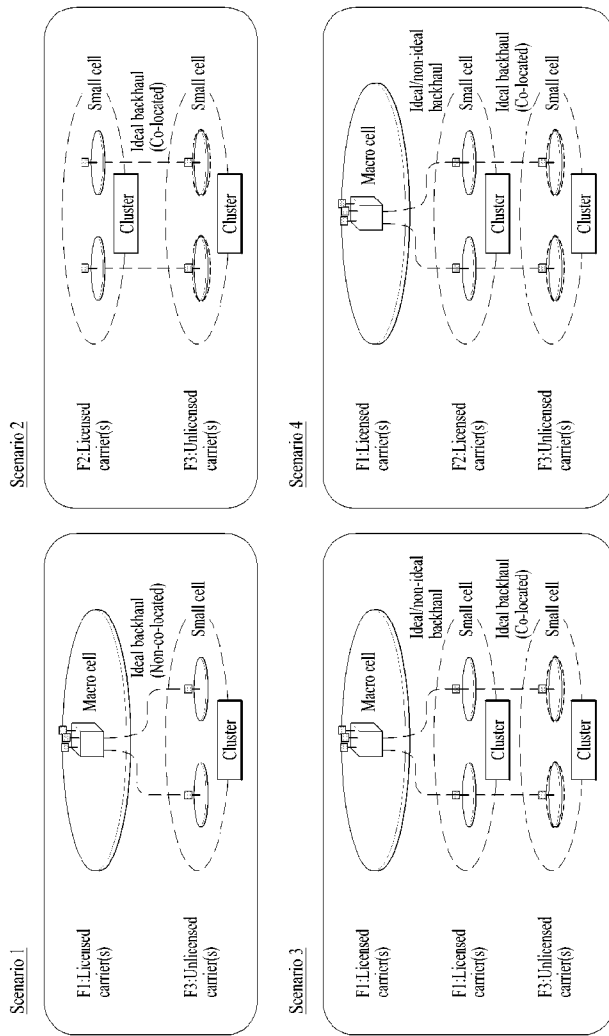 Scenario 1
F1:Licensed
carrier(s)
Macro cell
Ideal backhaul
(Non-co-located)
F3:Unlicensed
carrier(s)
Small cell
Cluster
Scenario 2
F2:Licensed
carrier(s)
Small cell
Cluster
Ideal backhaul
(Co-located)
F3:Unlicensed
carrier(s)
Small cell
Cluster
Scenario 3
F1:Licensed
carrier(s)
Macro cell
Ideal/non-ideal
backhaul
F1:Licensed
carrier(s)
Small cell
Cluster
Ideal backhaul
(Co-located)
F3:Unlicensed
carrier(s)
Small cell
Cluster
Scenario 4
F1:Licensed
carrier(s)
Macro cell
Ideal/non-ideal
backhaul
F2:Licensed
carrier(s)
Small cell
Cluster
Ideal backhaul
(Co-located)
F3:Unlicensed
carrier(s)
Small cell
Cluster